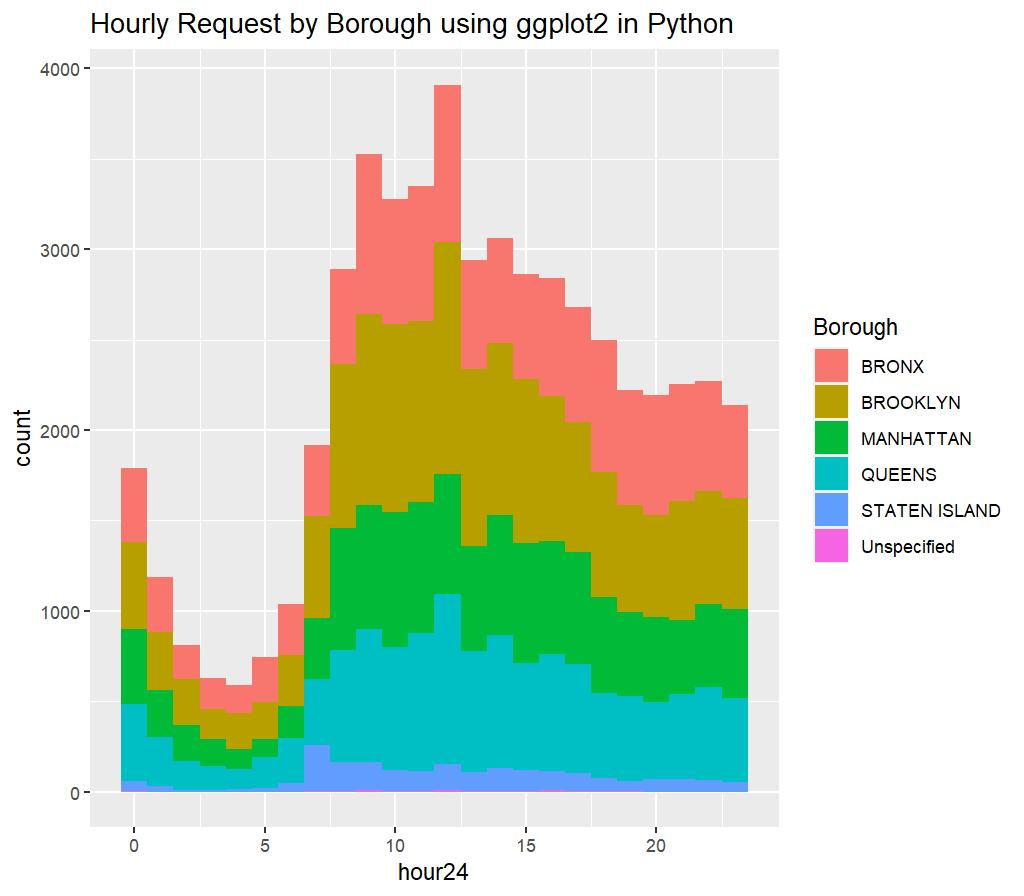 Hourly Request by Borough using ggplot2 in Python
4000
3000
2000
1000
0
count
0 5 10 15 20
hour24
Borough
BRONX
BROOKLYN
MANHATTAN
QUEENS
STATEN ISLAND
Unspecified